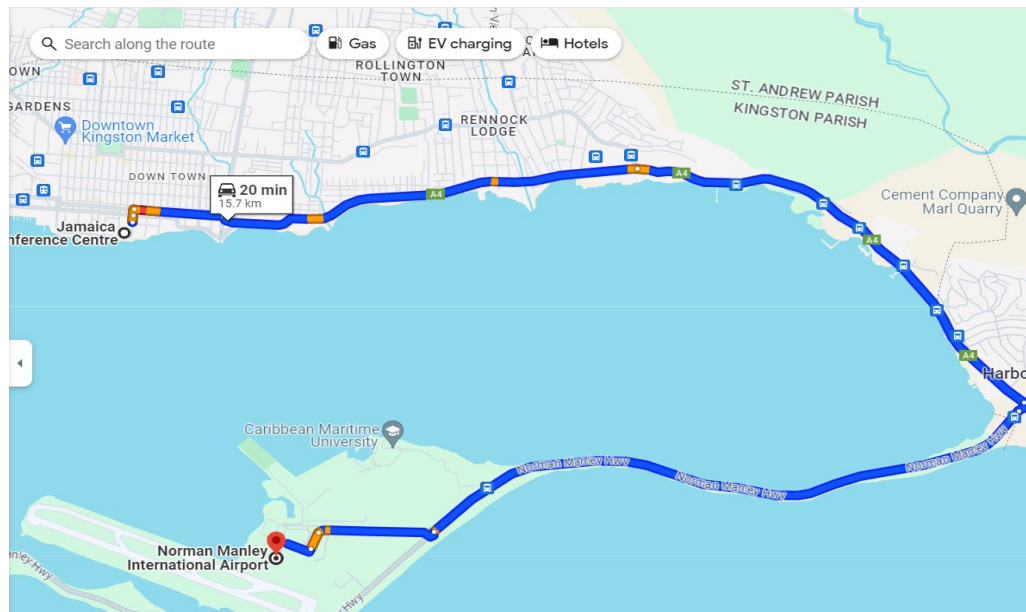 Search along the route
Gas
EV charging
Hotels
OWN
ROLLINGTON
TOWN
GARDENS
Downtown
Kingston Market
RENNOCK
LODGE
ST. ANDREW PARISH
KINGSTON PARISH
DOWN TOWN
20 min
15.7 km
A4
A4
Cement Company
Marl Quarry
Jamaica
nference Centre
A4
A4
Harbo
Caribbean Maritime
University
Norman Manley Hwy
Norman Manley Hwy
Norman Manley Hwy
Norman Manley
International Airport
anley Hwy
Hwy